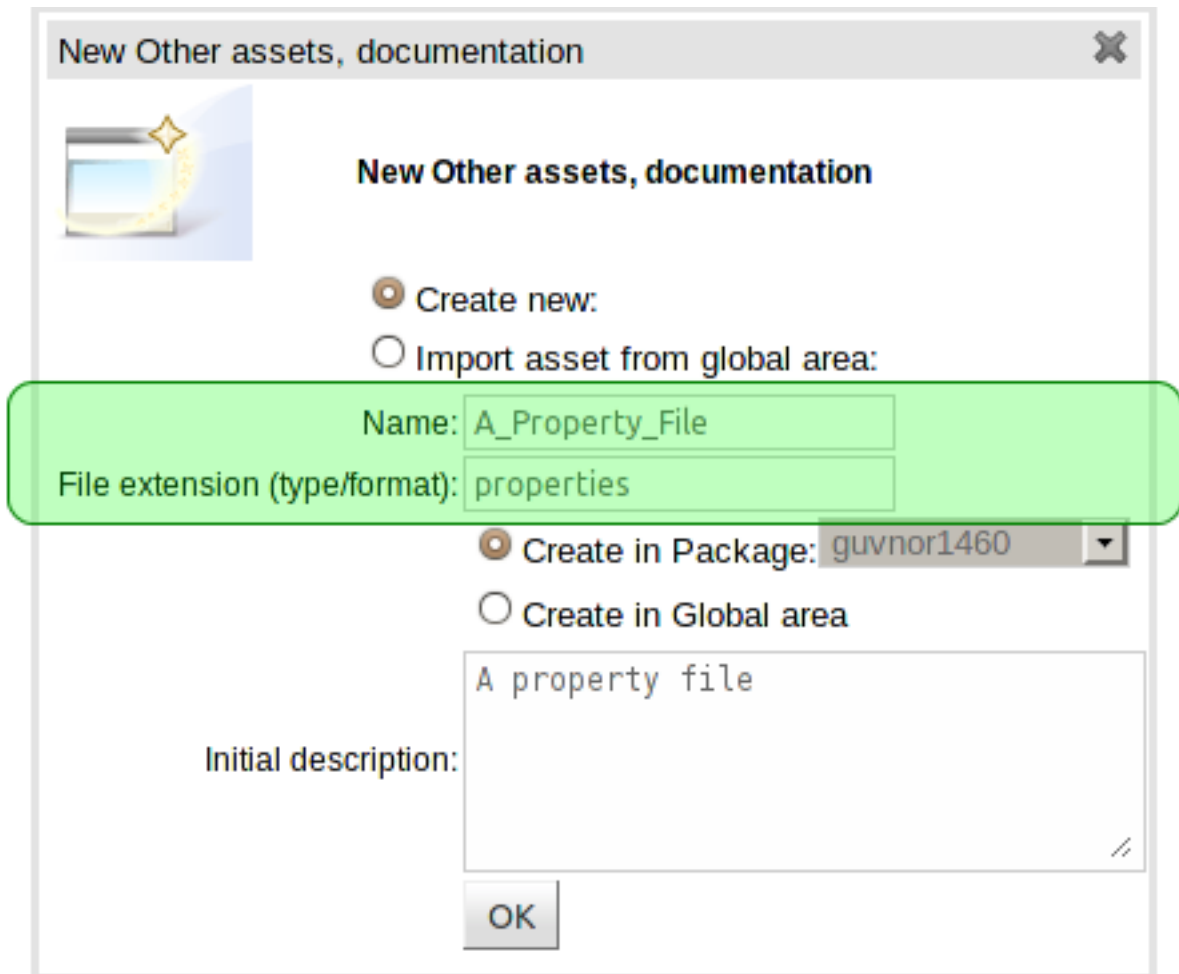 New Other assets, documentation
New Other assets, documentation
Create new:
Import asset from global area:
Name: A_Property_File
File extension (type/format): properties
Create in Package: guvnor1460
Create in Global area
A property file
Initial description:
OK